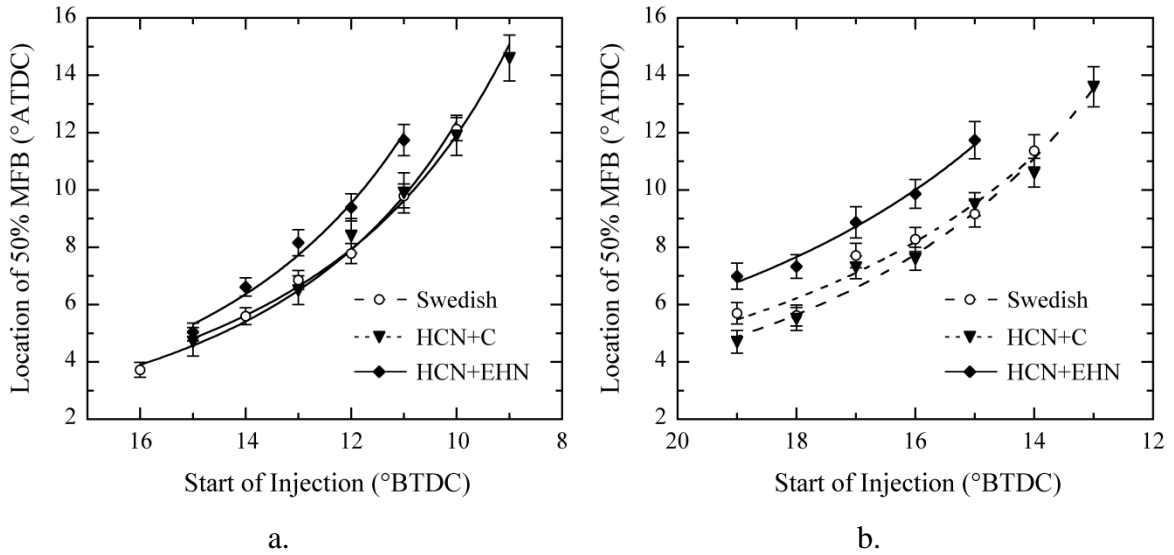 16
14
12
10
8
6
4
2
Location of 50% MFB (°ATDC)
Swedish
HCN+C
HCN+EHN
16 14 12 10 8
Start of Injection (°BTDC)
a.
16
14
12
10
8
6
4
2
Location of 50% MFB (°ATDC)
Swedish
HCN+C
HCN+EHN
20 18 16 14 12
Start of Injection (°BTDC)
b.